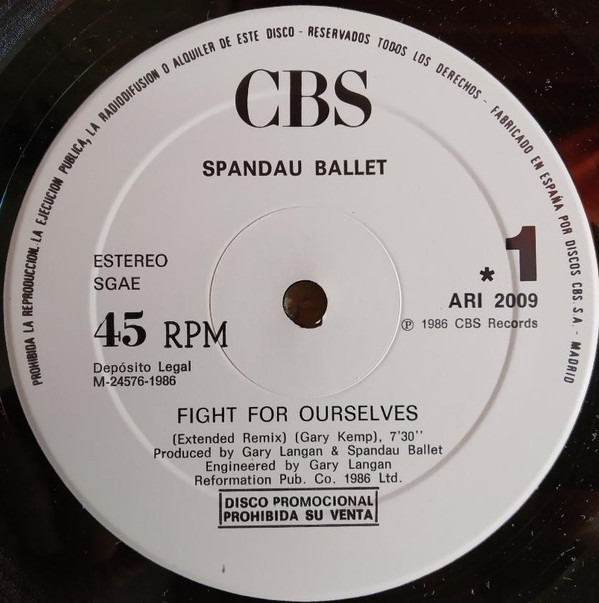 PROHIBIDA LA REPRODUCCION. LA EJECUCION PUBLICA, LA RADIODIFUSION O ALQUILER DE ESTE DISCO - RESERVADOS TODOS LOS DERECHOS - FABRICADO EN ESPAÑA POR DISCOS CBS. S.A. - MADRID
CBS
SPANDAU BALLET
ESTEREO
SGAE
*1
ARI 2009
45 RPM
℗ 1986 CBS Records
Depósito Legal
M-24576-1986
FIGHT FOR OURSELVES
(Extended Remix) (Gary Kemp), 7'30''
Produced by Gary Langan & Spandau Ballet
Engineered by Gary Langan
Reformation Pub. Co. 1986 Ltd.
DISCO PROMOCIONAL
PROHIBIDA SU VENTA